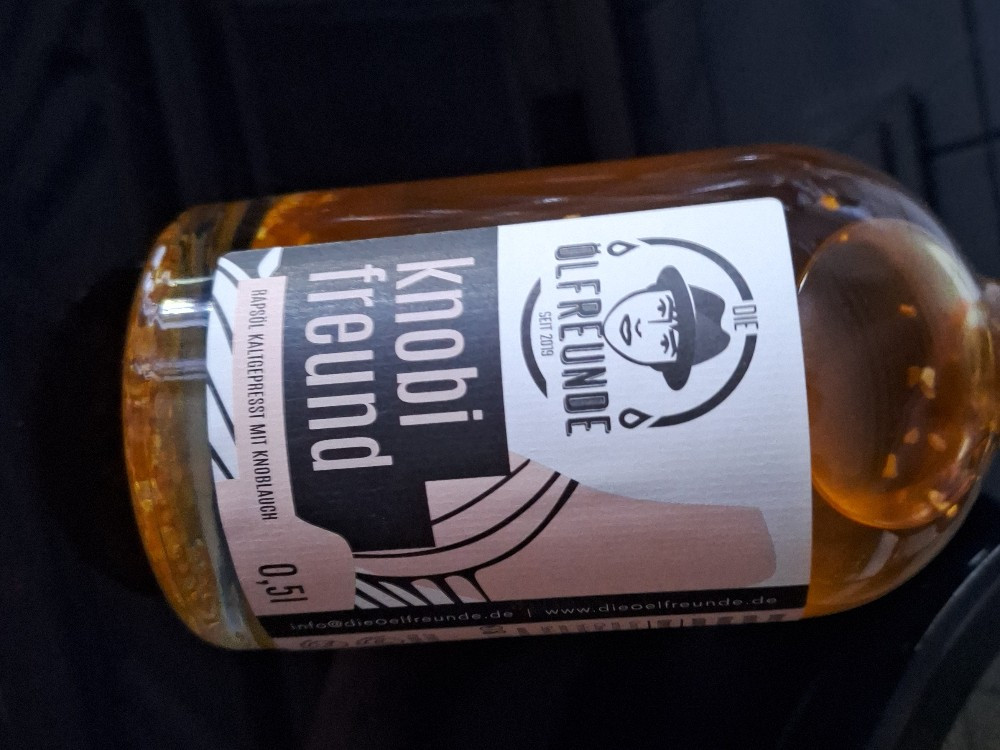 DIE
ÖLFREUNDE
SEIT 2019
knobi
freund
RAPSÖL KALTGEPRESST MIT KNOBLAUCH
0,5l
info@dieoelfreunde.de | www.dieoelfreunde.de